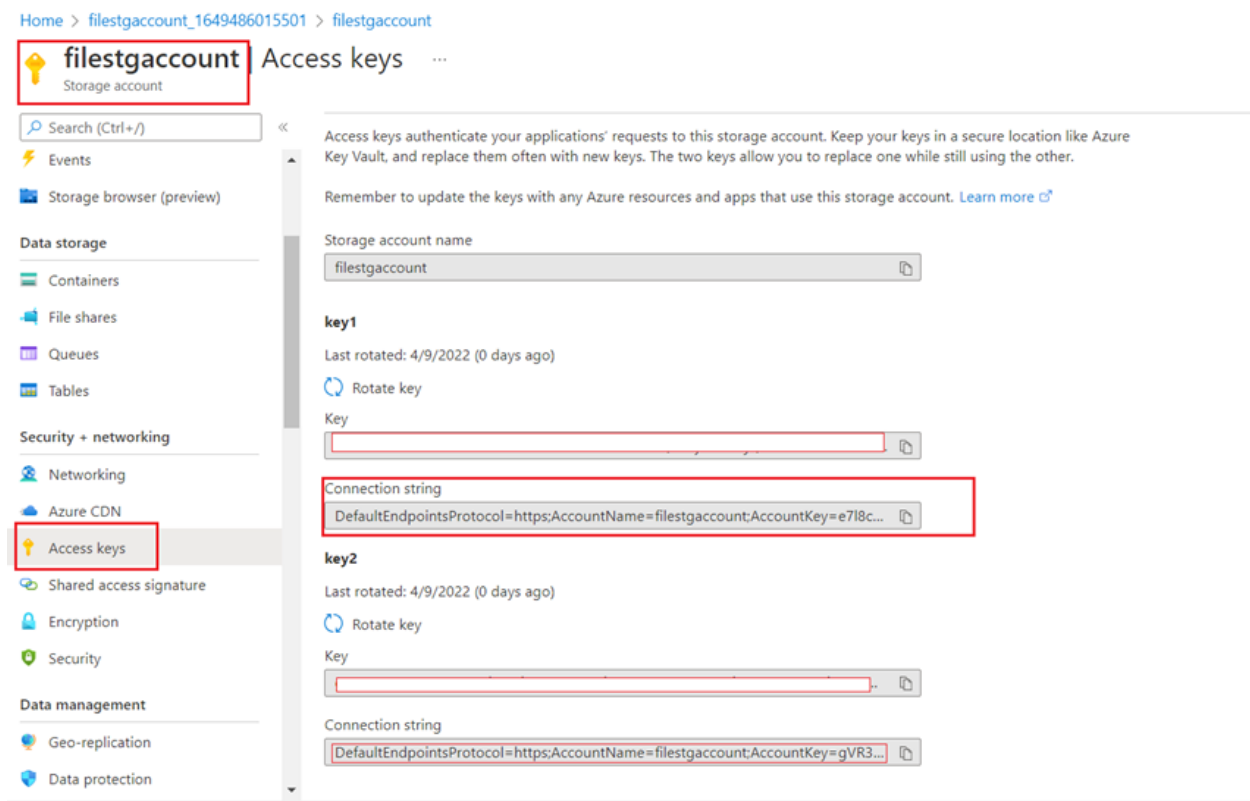 Home > filestgaccount_1649486015501 > filestgaccount
filestgaccount | Access keys ...
Storage account
Search (Ctrl+/)
«
Events
Storage browser (preview)
Data storage
Containers
File shares
Queues
Tables
Security + networking
Networking
Azure CDN
Access keys
Shared access signature
Encryption
Security
Data management
Geo-replication
Data protection
Access keys authenticate your applications' requests to this storage account. Keep your keys in a secure location like Azure
Key Vault, and replace them often with new keys. The two keys allow you to replace one while still using the other.
Remember to update the keys with any Azure resources and apps that use this storage account. Learn more
Storage account name
filestgaccount
key1
Last rotated: 4/9/2022 (0 days ago)
Rotate key
Key
Connection string
DefaultEndpointsProtocol=https;AccountName=filestgaccount;AccountKey=e7l8c...
key2
Last rotated: 4/9/2022 (0 days ago)
Rotate key
Key
Connection string
DefaultEndpointsProtocol=https;AccountName=filestgaccount;AccountKey=gVR3...